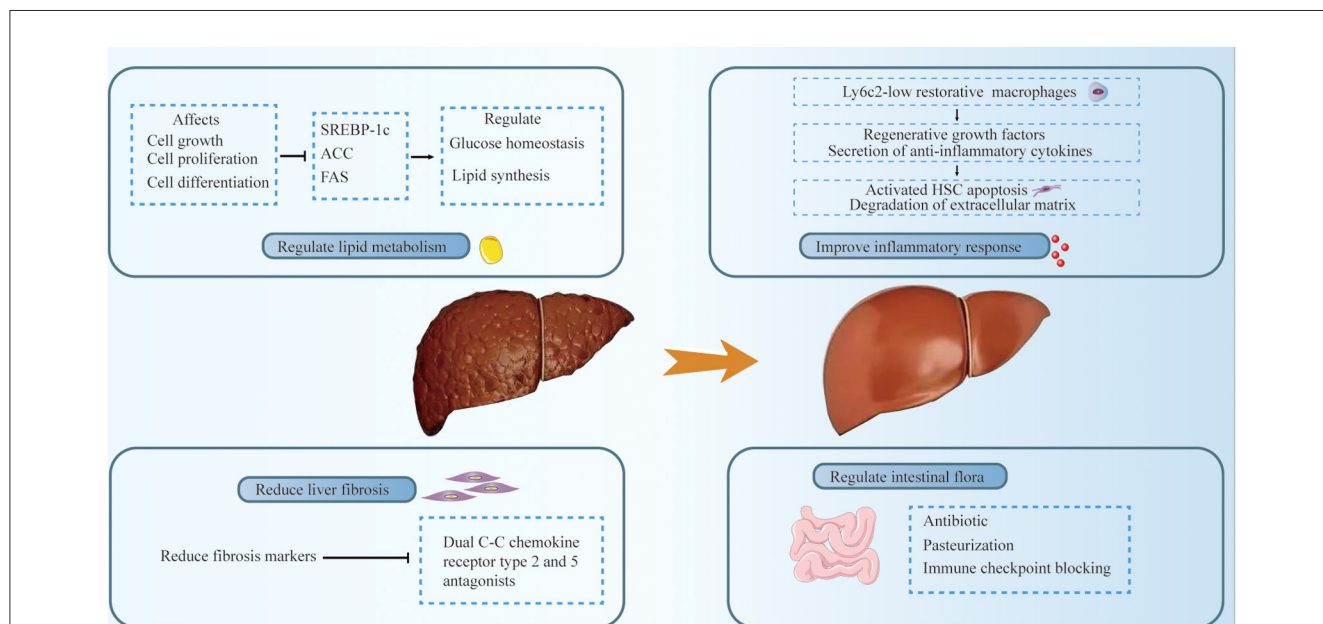 Affects
Cell growth
Cell proliferation
Cell differentiation
SREBP-1c
ACC
FAS
Regulate
Glucose homeostasis
Lipid synthesis
Regulate lipid metabolism
Ly6c2-low restorative macrophages
Regenerative growth factors
Secretion of anti-inflammatory cytokines
Activated HSC apoptosis
Degradation of extracellular matrix
Improve inflammatory response
Reduce liver fibrosis
Reduce fibrosis markers
Dual C-C chemokine
receptor type 2 and 5
antagonists
Regulate intestinal flora
Antibiotic
Pasteurization
Immune checkpoint blocking